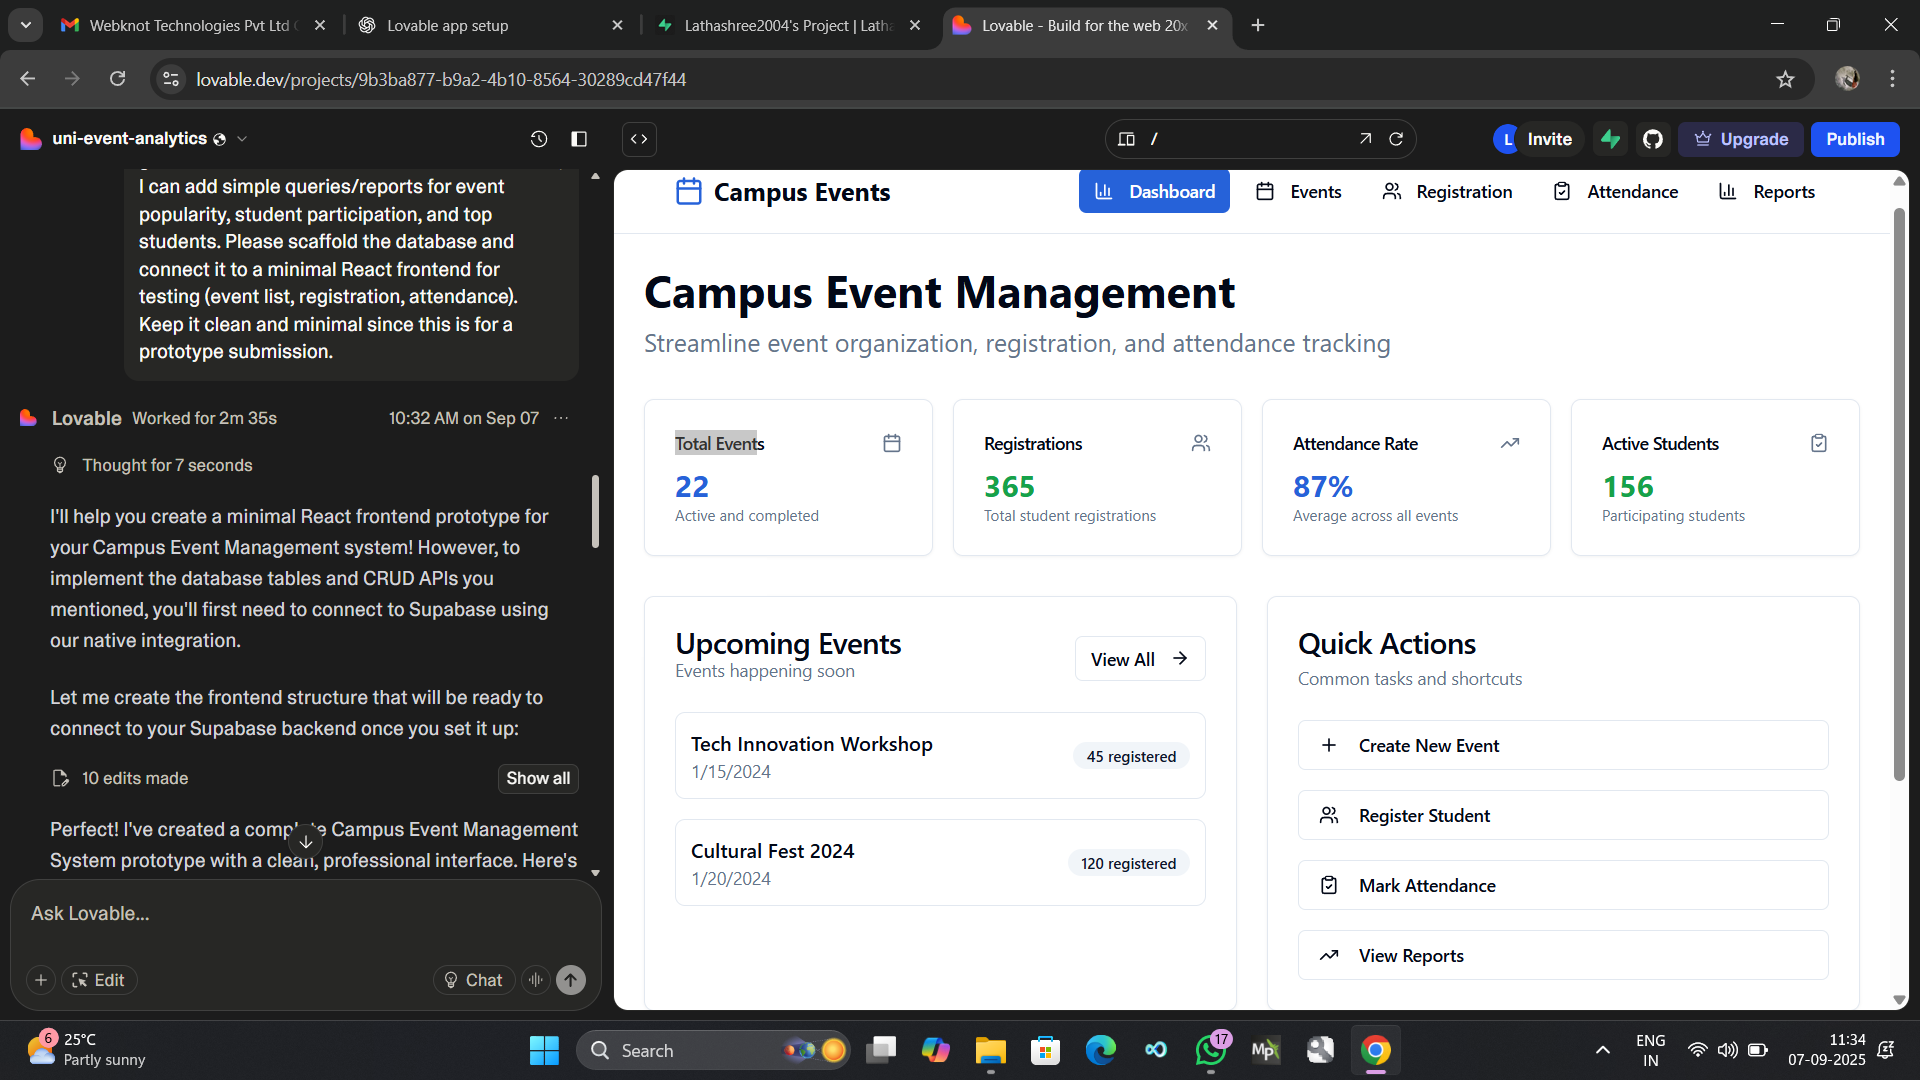 Webknot Technologies Pvt Ltd
Lovable app setup
Lathashree2004's Project | Latha
Lovable - Build for the web 20x
lovable.dev/projects/9b3ba877-b9a2-4b10-8564-30289cd47f44
uni-event-analytics
/
L
Invite
Upgrade
Publish
I can add simple queries/reports for event
popularity, student participation, and top
students. Please scaffold the database and
connect it to a minimal React frontend for
testing (event list, registration, attendance).
Keep it clean and minimal since this is for a
prototype submission.
Lovable Worked for 2m 35s
10:32 AM on Sep 07
Thought for 7 seconds
I'll help you create a minimal React frontend prototype for
your Campus Event Management system! However, to
implement the database tables and CRUD APIs you
mentioned, you'll first need to connect to Supabase using
our native integration.
Let me create the frontend structure that will be ready to
connect to your Supabase backend once you set it up:
10 edits made
Show all
Perfect! I've created a complete Campus Event Management
System prototype with a clean, professional interface. Here's
Ask Lovable...
Edit
Chat
Campus Events
Dashboard
Events
Registration
Attendance
Reports
Campus Event Management
Streamline event organization, registration, and attendance tracking
Total Events
22
Active and completed
Registrations
365
Total student registrations
Attendance Rate
87%
Average across all events
Active Students
156
Participating students
Upcoming Events
Events happening soon
View All
Tech Innovation Workshop
1/15/2024
45 registered
Cultural Fest 2024
1/20/2024
120 registered
Quick Actions
Common tasks and shortcuts
Create New Event
Register Student
Mark Attendance
View Reports
6
25°C
Partly sunny
Search
17
Mp
ENG
IN
11:34
07-09-2025